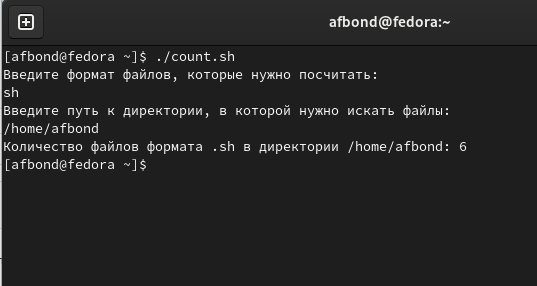 afbond@fedora:~
[afbond@fedora ~]$ ./count.sh
Введите формат файлов, которые нужно посчитать:
sh
Введите путь к директории, в которой нужно искать файлы:
/home/afbond
Количество файлов формата .sh в директории /home/afbond: 6
[afbond@fedora ~]$